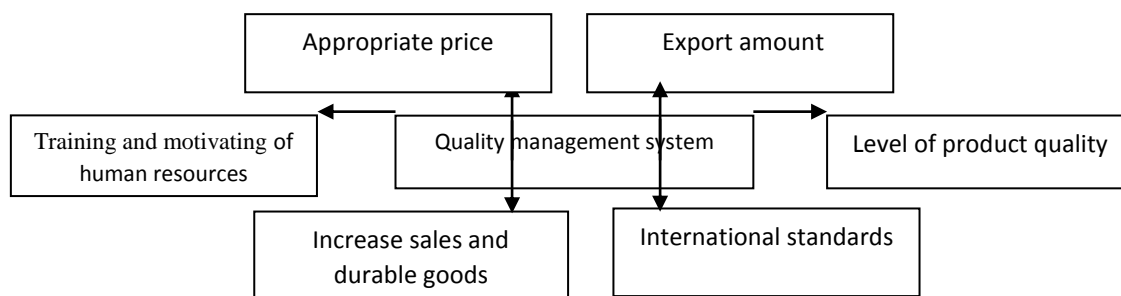 Appropriate price
Export amount
Training and motivating of
human resources
Quality management system
Level of product quality
Increase sales and
durable goods
International standards